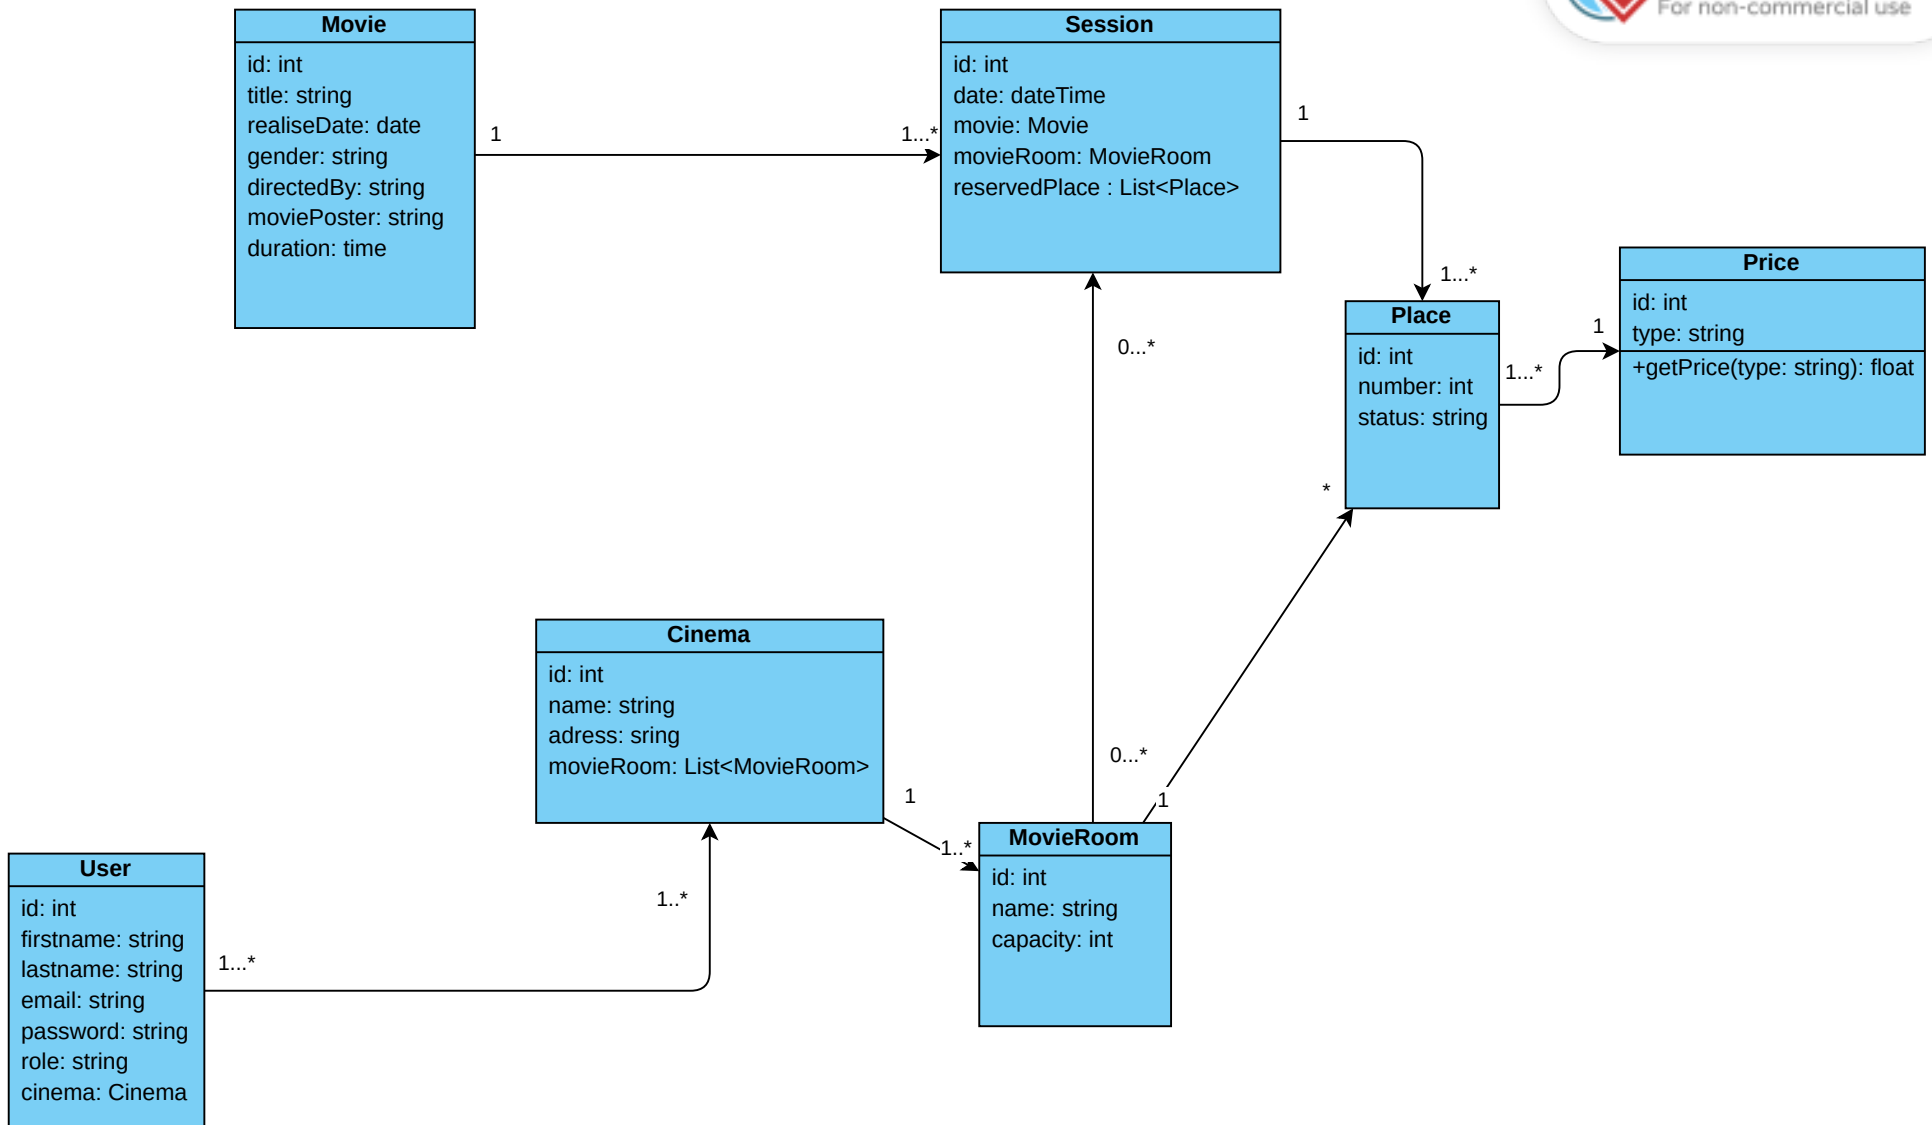 For non-commercial use
Movie
id: int
title: string
realiseDate: date
gender: string
directedBy: string
moviePoster: string
duration: time
1
1...*
Session
id: int
date: dateTime
movie: Movie
movieRoom: MovieRoom
reservedPlace : List<Place>
1
1...*
Place
id: int
number: int
status: string
1...*
1
Price
id: int
type: string
+getPrice(type: string): float
0...*
0...*
*
1
Cinema
id: int
name: string
adress: sring
movieRoom: List<MovieRoom>
1
1..*
MovieRoom
id: int
name: string
capacity: int
User
id: int
firstname: string
lastname: string
email: string
password: string
role: string
cinema: Cinema
1...*
1..*